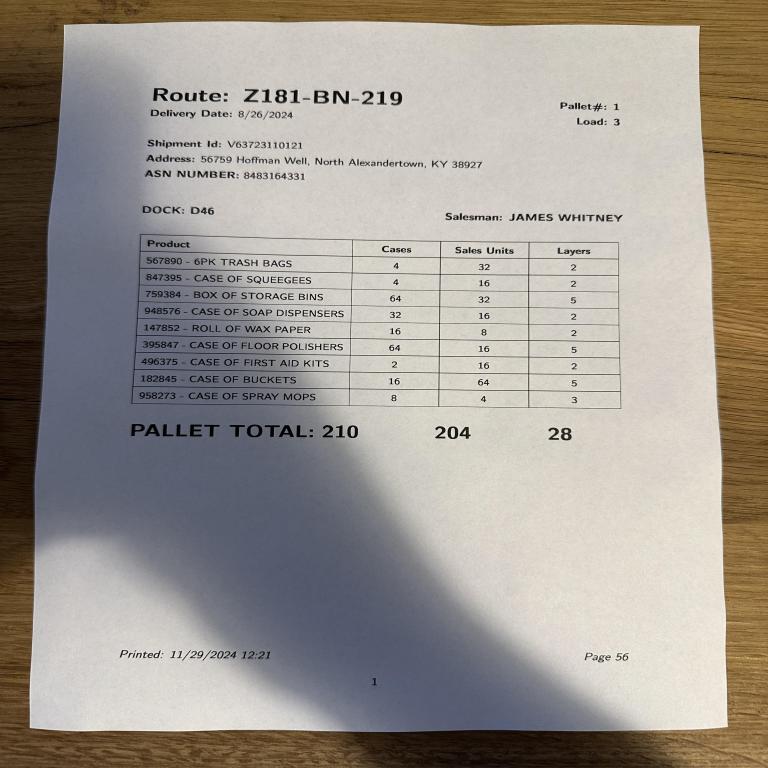 Route: Z181-BN-219
Delivery Date: 8/26/2024
Pallet#: 1
Load: 3
Shipment Id: V63723110121
Address: 56759 Hoffman Well, North Alexandertown, KY 38927
ASN NUMBER: 8483164331
DOCK: D46
Salesman: JAMES WHITNEY
Product Cases Sales Units Layers
567890 - 6PK TRASH BAGS 4 32 2
847395 - CASE OF SQUEEGEES 4 16 2
759384 - BOX OF STORAGE BINS 64 32 5
948576 - CASE OF SOAP DISPENSERS 32 16 2
147852 - ROLL OF WAX PAPER 16 8 2
395847 - CASE OF FLOOR POLISHERS 64 16 5
496375 - CASE OF FIRST AID KITS 2 16 2
182845 - CASE OF BUCKETS 16 64 5
958273 - CASE OF SPRAY MOPS 8 4 3
PALLET TOTAL: 210 204 28
Printed: 11/29/2024 12:21
Page 56
1